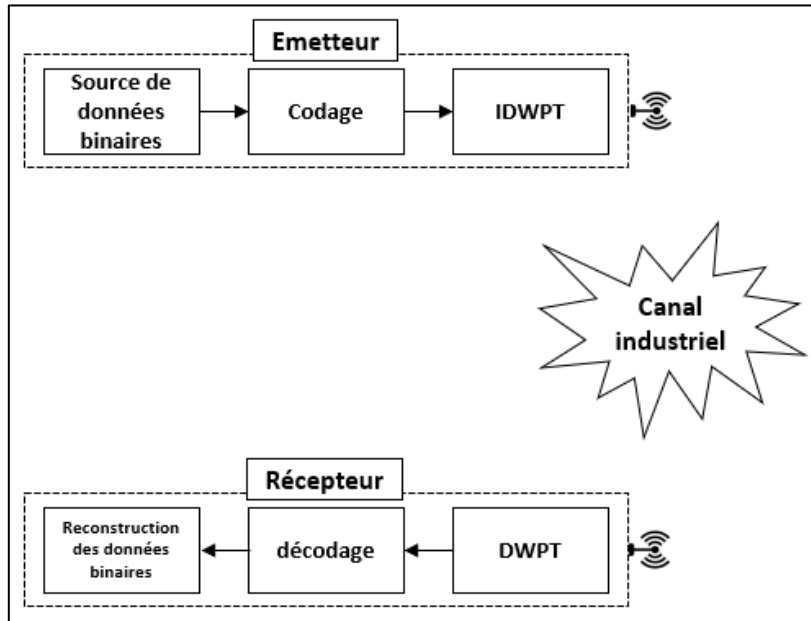 Emetteur
Source de
données
binaires
Codage
IDWPT
Canal
industriel
Récepteur
Reconstruction
des données
binaires
décodage
DWPT